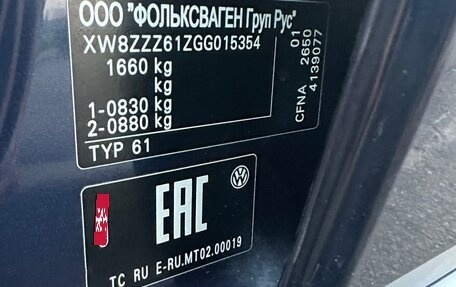 ООО "ФОЛЬКСВАГЕН Груп Рус"
XW8ZZZ61ZGG015354
1660 kg
kg
1-0830 kg
2-0880 kg
TYP 61
01
2650
CFNA 4139077
EAC
TC RU E-RU.MT02.00019